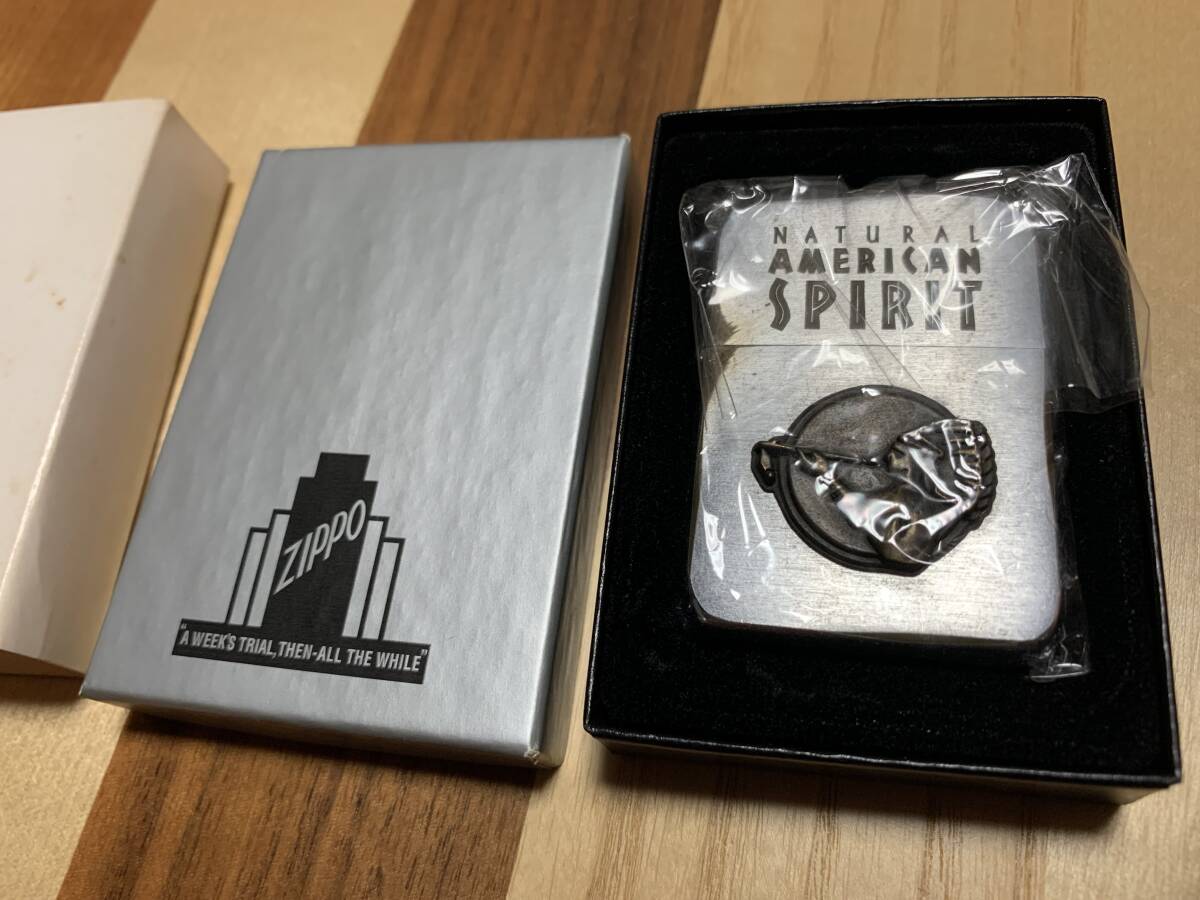 ZIPPO
"A WEEK'S TRIAL, THEN-ALL THE WHILE"
NATURAL
AMERICAN
SPIRIT